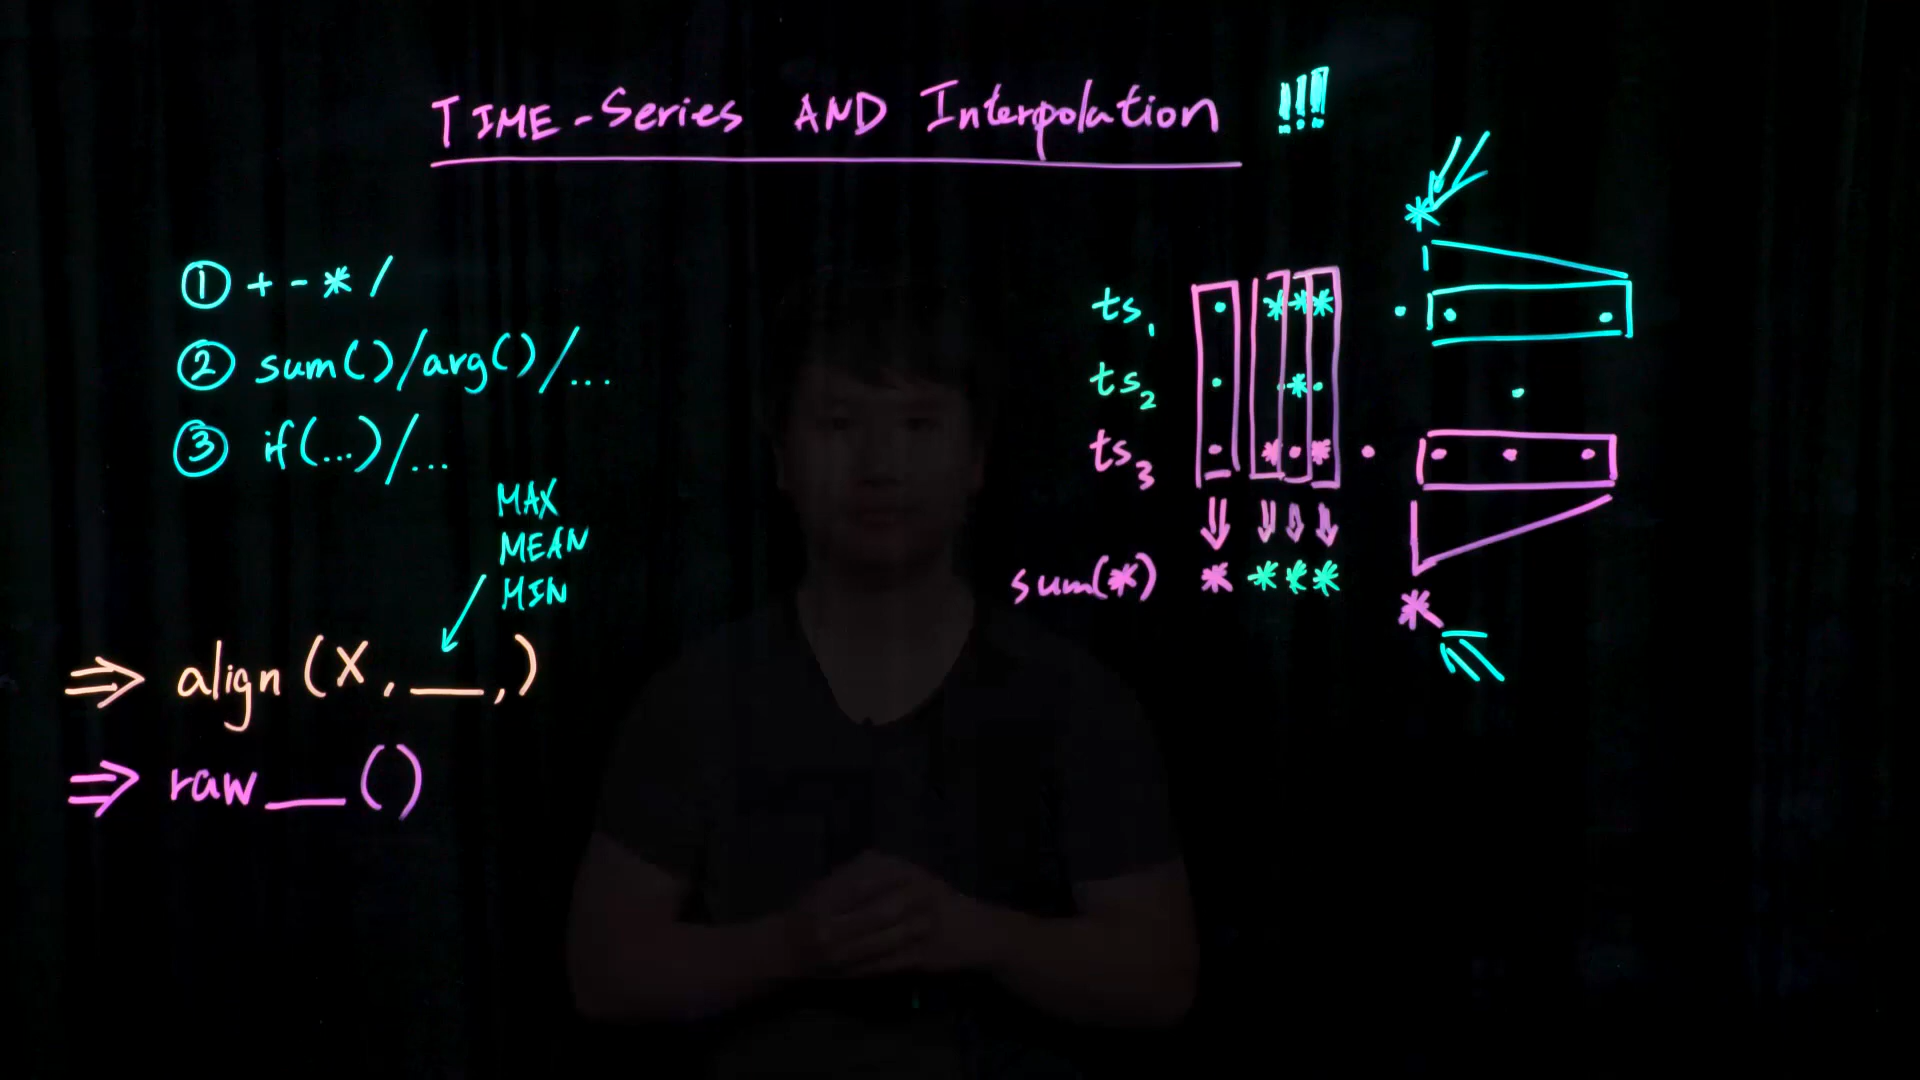 TIME-Series AND Interpolation !!!
① + - * /
② sum()/arg()/...
③ if(...)/...
MAX
MEAN
MIN
⇒ align(X, __,)
⇒ raw__()
ts1
ts2
ts3
sum(*) * * * *